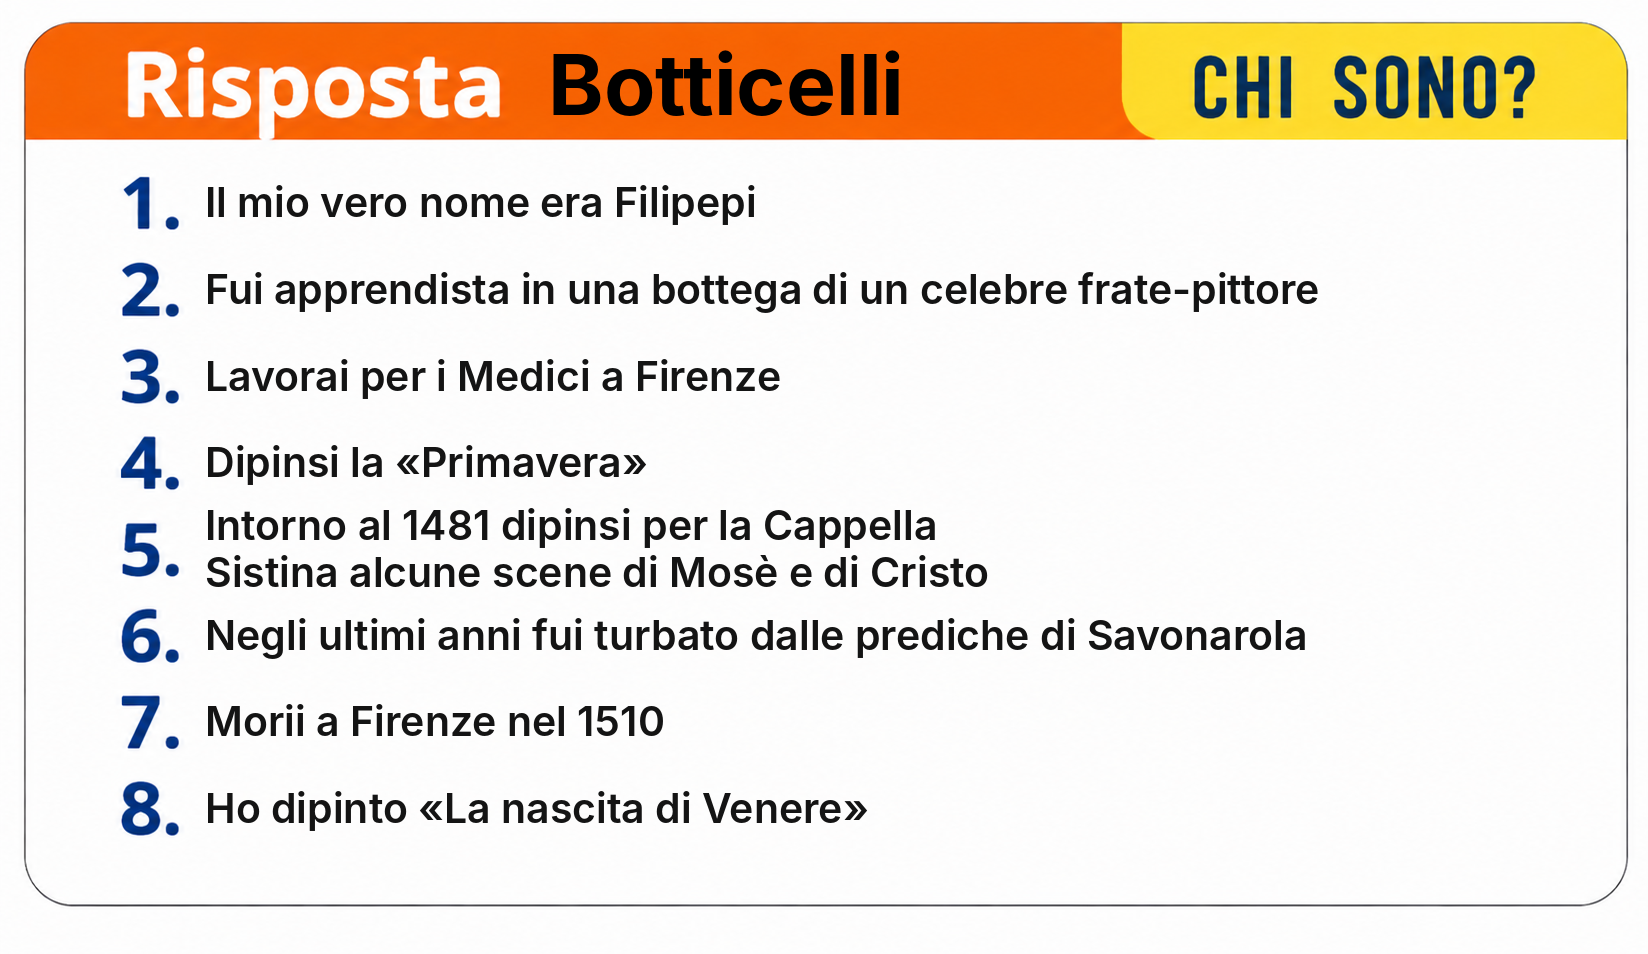 Risposta Botticelli CHI SONO?
1. Il mio vero nome era Filipepi
2. Fui apprendista in una bottega di un celebre frate-pittore
3. Lavorai per i Medici a Firenze
4. Dipinsi la «Primavera»
5. Intorno al 1481 dipinsi per la Cappella
Sistina alcune scene di Mosè e di Cristo
6. Negli ultimi anni fui turbato dalle prediche di Savonarola
7. Morii a Firenze nel 1510
8. Ho dipinto «La nascita di Venere»